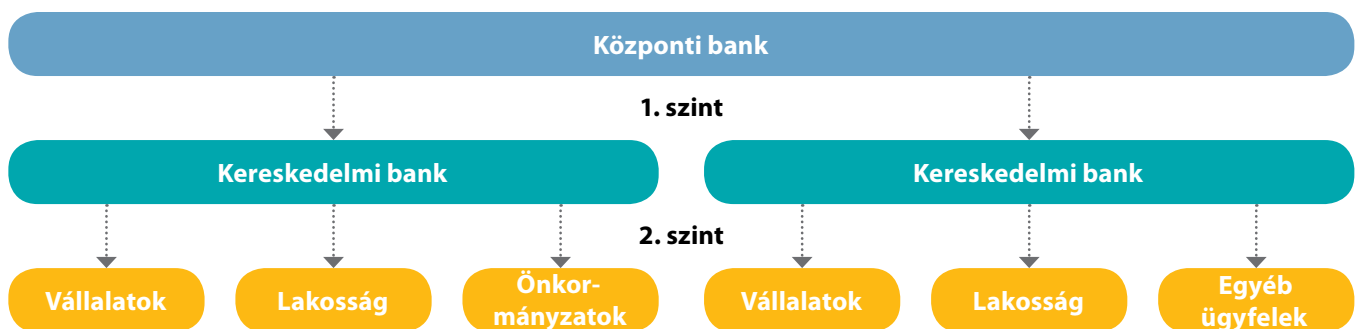 Központi bank
1. szint
Kereskedelmi bank
Kereskedelmi bank
2. szint
Vállalatok
Lakosság
Önkor-
mányzatok
Vállalatok
Lakosság
Egyéb
ügyfelek